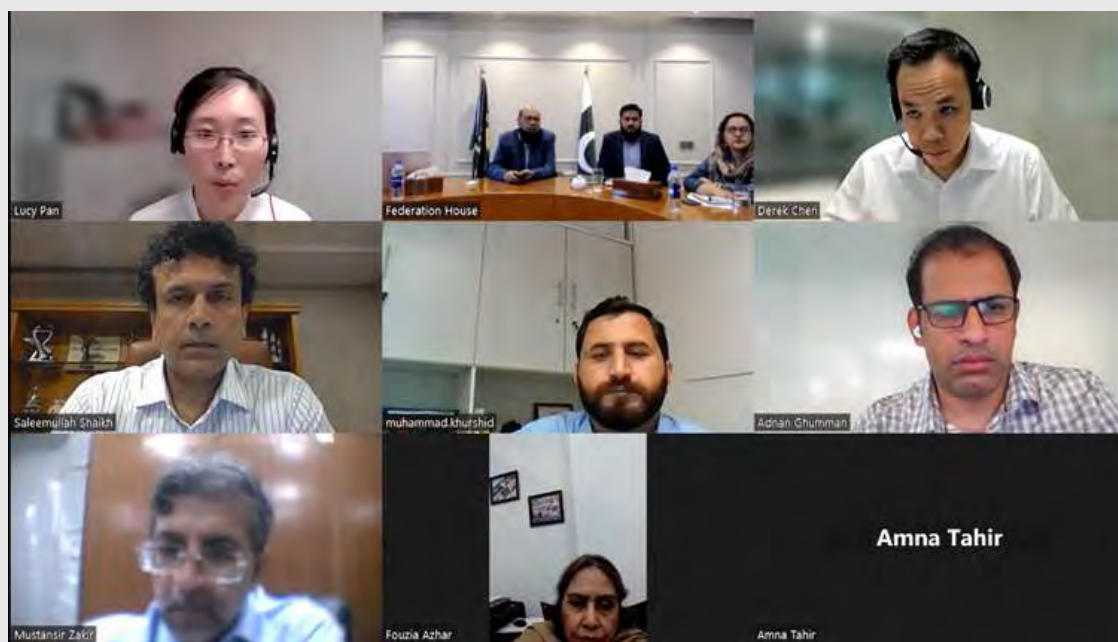 Lucy Pan
Federation House
Derek Chen
Saleemullah Shaikh
muhammad.khurshid
Adnan Ghumman
Mustansir Zakir
Fouzia Azhar
Amna Tahir
Amna Tahir